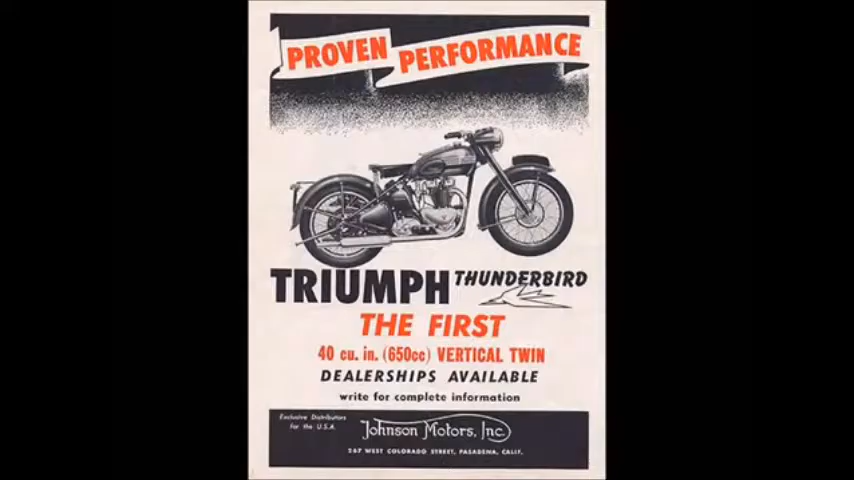 PROVEN PERFORMANCE
TRIUMPH THUNDERBIRD
THE FIRST
40 cu. in. (650cc) VERTICAL TWIN
DEALERSHIPS AVAILABLE
write for complete information
Exclusive Distributors
for the U.S.A.
Johnson Motors, Inc.
267 WEST COLORADO STREET, PASADENA, CALIF.